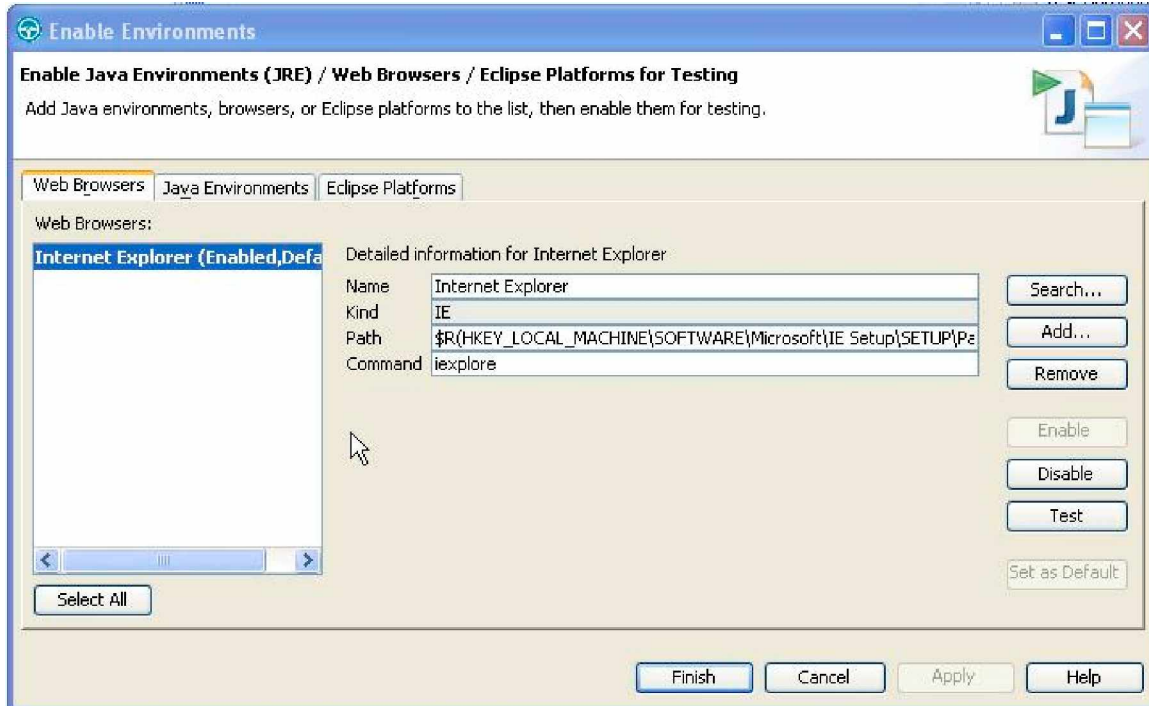 Enable Environments
Enable Java Environments (JRE) / Web Browsers / Eclipse Platforms for Testing
Add Java environments, browsers, or Eclipse platforms to the list, then enable them for testing.
Web Browsers
Java Environments
Eclipse Platforms
Web Browsers:
Internet Explorer (Enabled,Defa
Detailed information for Internet Explorer
Name Internet Explorer
Kind IE
Path $R(HKEY_LOCAL_MACHINE\SOFTWARE\Microsoft\IE Setup\SETUP\Pa
Command iexplore
Search...
Add...
Remove
Enable
Disable
Test
Set as Default
Select All
Finish
Cancel
Apply
Help